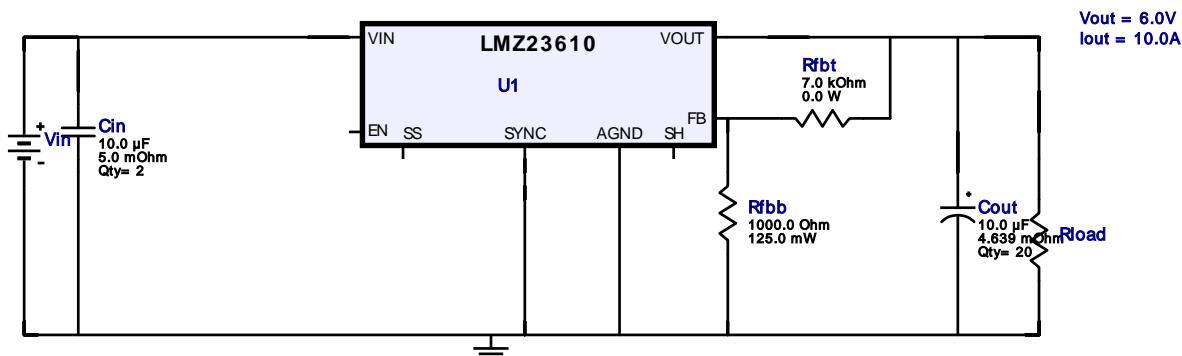 Vout = 6.0V
Iout = 10.0A
VIN
LMZ23610
VOUT
U1
Rfbt
7.0 kOhm
0.0 W
FB
EN
SS
SYNC
AGND
SH
+
Vin
-
Cin
10.0 µF
5.0 mOhm
Qty= 2
Rfbb
1000.0 Ohm
125.0 mW
+
Cout
10.0 µF
4.639 mOhm
Qty= 20
Rload